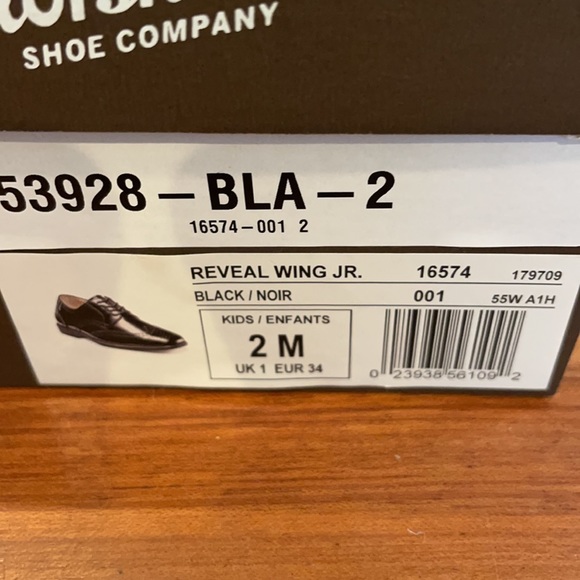 SHOE COMPANY
53928-BLA-2
16574-001 2
REVEAL WING JR. 16574 179709
BLACK / NOIR 001 55W A1H
KIDS / ENFANTS
2 M
UK 1 EUR 34
0 23938 56109 2